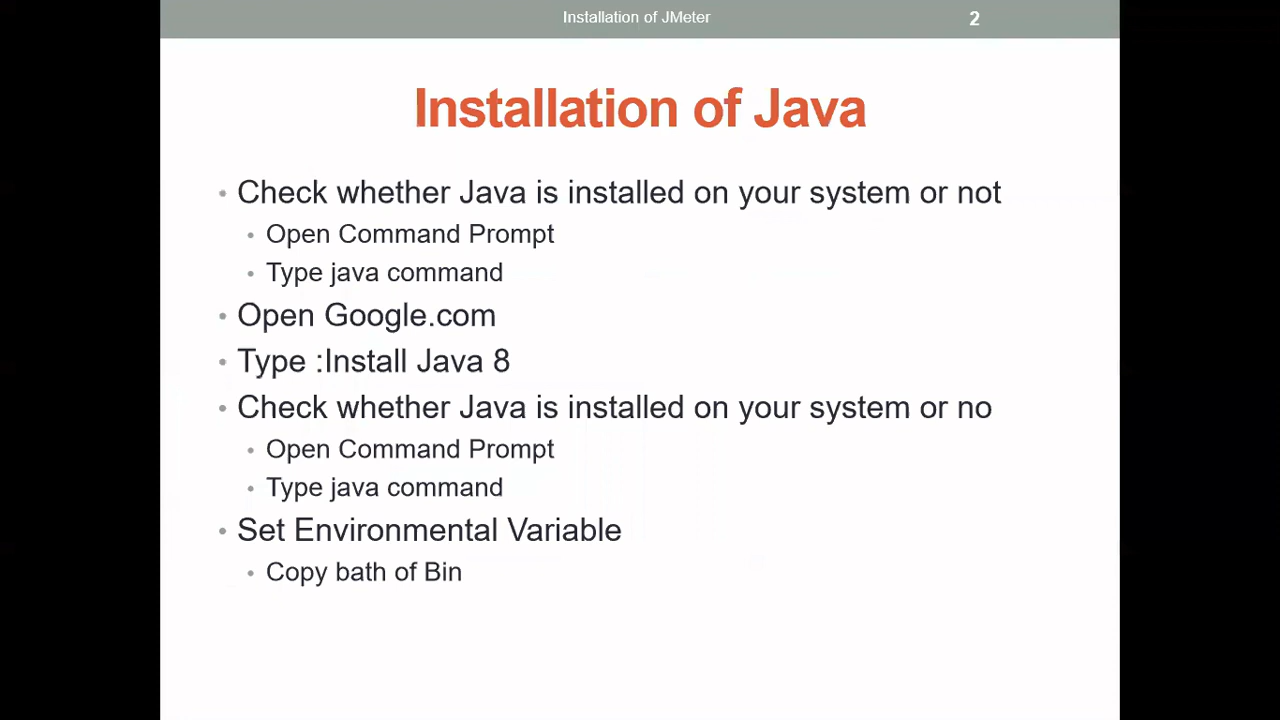 Installation of JMeter
2
Installation of Java
• Check whether Java is installed on your system or not
• Open Command Prompt
• Type java command
• Open Google.com
• Type :Install Java 8
• Check whether Java is installed on your system or no
• Open Command Prompt
• Type java command
• Set Environmental Variable
• Copy bath of Bin